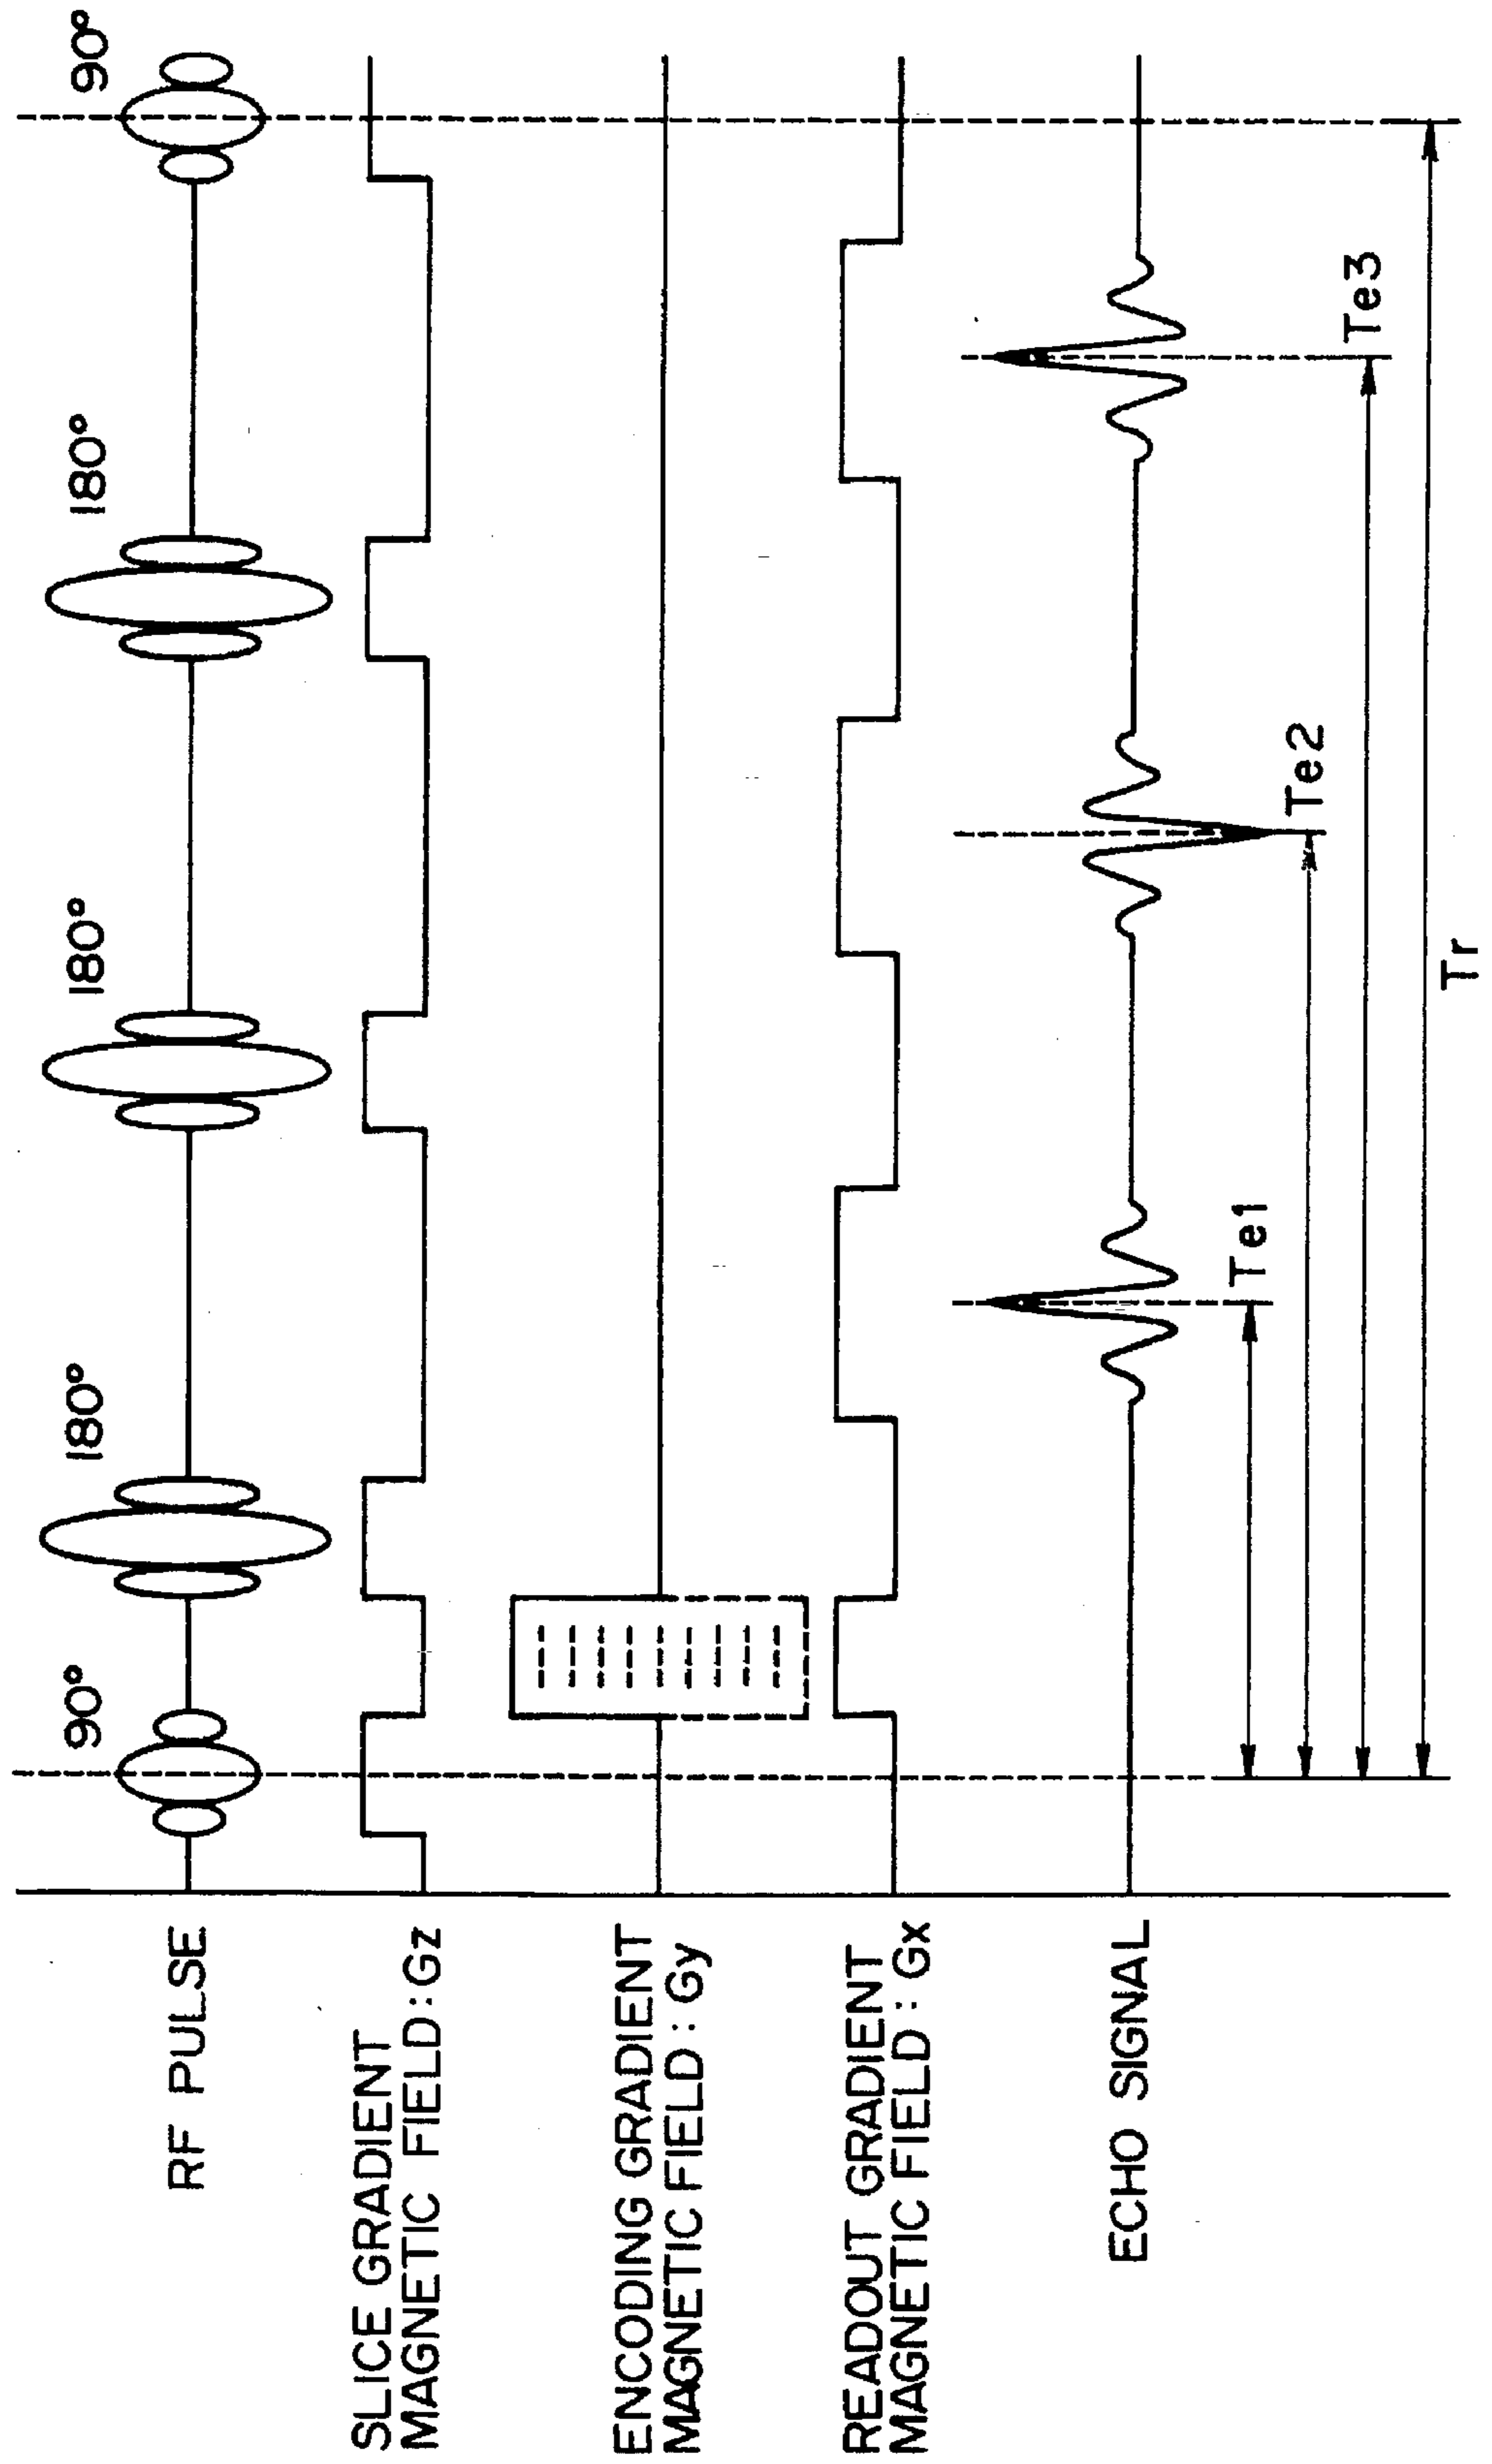 90°
180°
180°
180°
90°
RF PULSE
SLICE GRADIENT
MAGNETIC FIELD:Gz
ENCODING GRADIENT
MAGNETIC FIELD: Gy
READOUT GRADIENT
MAGNETIC FIELD: Gx
ECHO SIGNAL
Te1
Te2
Te3
Tr